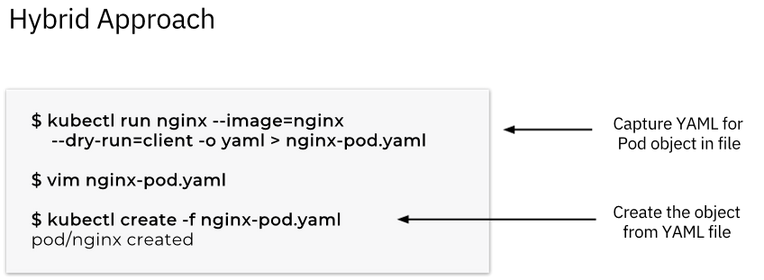 Hybrid Approach
$ kubectl run nginx --image=nginx
--dry-run=client -o yaml > nginx-pod.yaml
$ vim nginx-pod.yaml
$ kubectl create -f nginx-pod.yaml
pod/nginx created
Capture YAML for
Pod object in file
Create the object
from YAML file